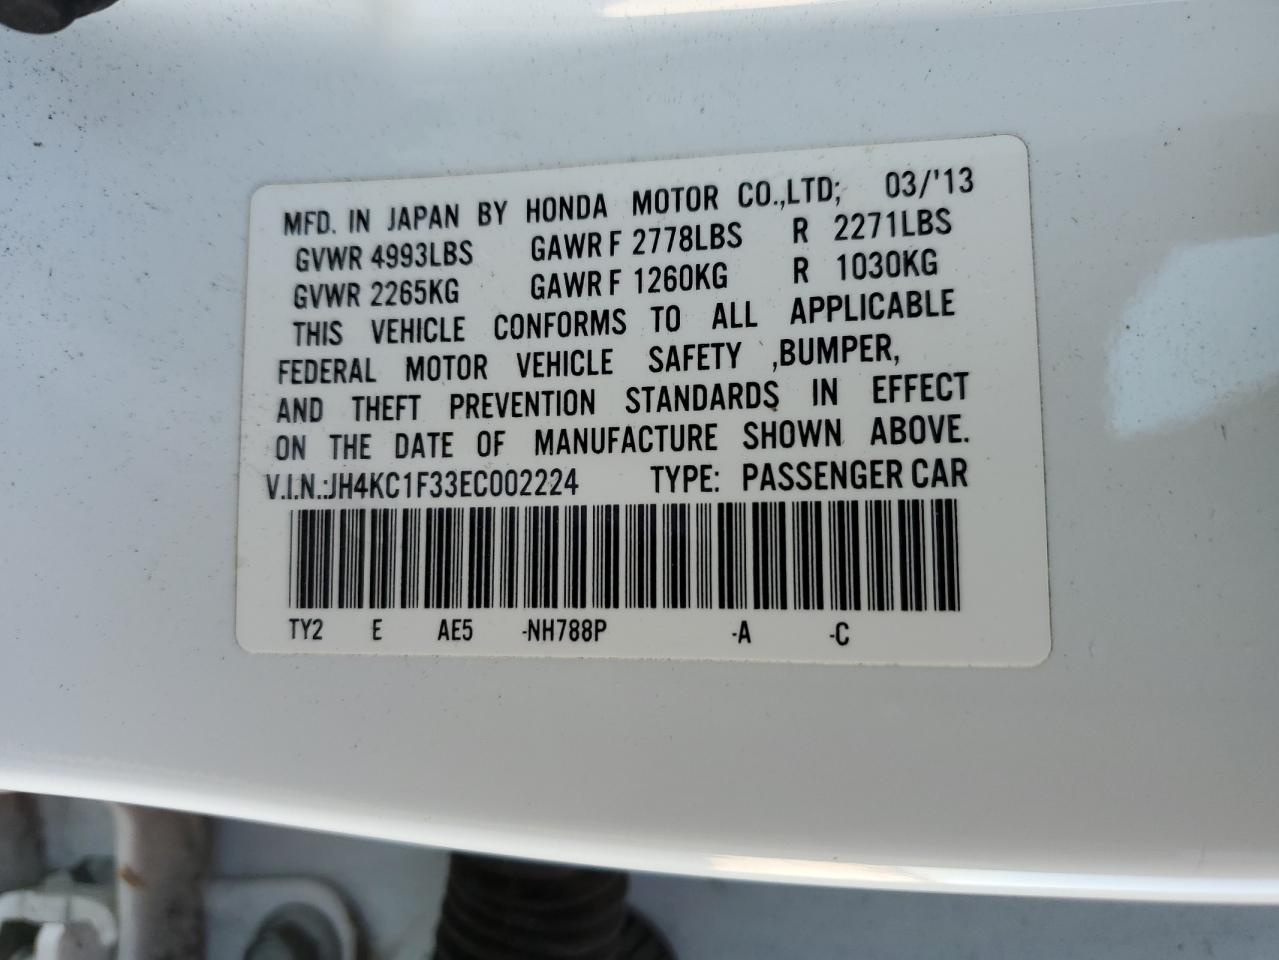 MFD. IN JAPAN BY HONDA MOTOR CO.,LTD; 03/'13
GVWR 4993LBS GAWR F 2778LBS R 2271LBS
GVWR 2265KG GAWR F 1260KG R 1030KG
THIS VEHICLE CONFORMS TO ALL APPLICABLE
FEDERAL MOTOR VEHICLE SAFETY ,BUMPER,
AND THEFT PREVENTION STANDARDS IN EFFECT
ON THE DATE OF MANUFACTURE SHOWN ABOVE.
V.I.N.:JH4KC1F33EC002224 TYPE: PASSENGER CAR
TY2 E AE5 -NH788P -A -C